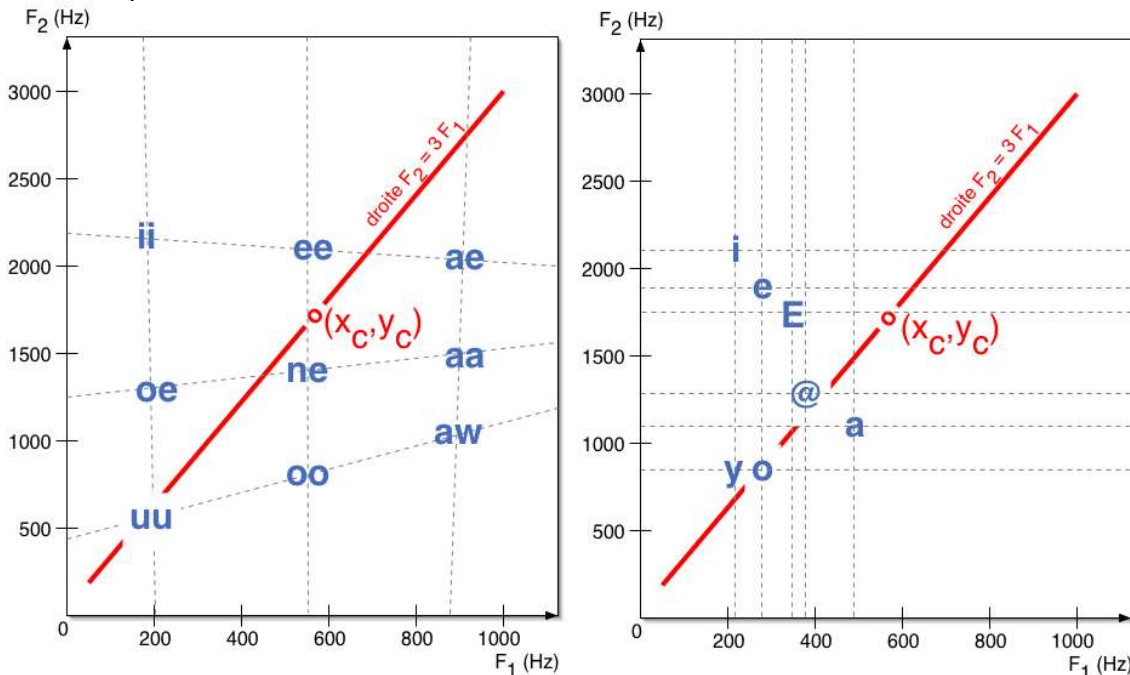 F2 (Hz)
3000
2500
2000
1500
1000
500
0
200
400
600
800
1000
F1 (Hz)
droite F2 = 3 F1
ii
ee
ae
(xC,yC)
oe
ne
aa
aw
oo
uu
F2 (Hz)
3000
2500
2000
1500
1000
500
0
200
400
600
800
1000
F1 (Hz)
droite F2 = 3 F1
i
e
E
(xC,yC)
@
a
y
o